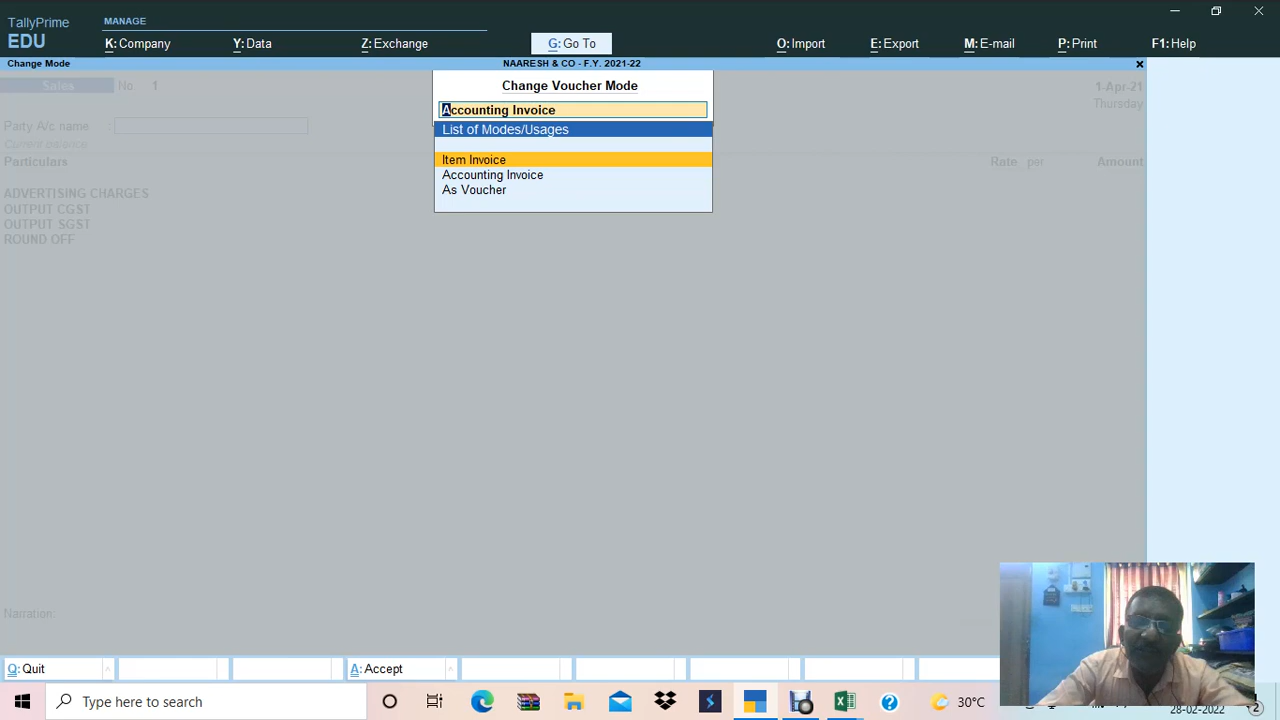 TallyPrime
EDU
MANAGE
K: Company
Y: Data
Z: Exchange
G: Go To
O: Import
E: Export
M: E-mail
P: Print
F1: Help
Change Mode
NAARESH & CO - F.Y. 2021-22
×
Sales
No. 1
1-Apr-21
Thursday
Change Voucher Mode
Accounting Invoice
List of Modes/Usages
Item Invoice
Accounting Invoice
As Voucher
Party A/c name :
Current balance
Particulars
Rate per
Amount
ADVERTISING CHARGES
OUTPUT CGST
OUTPUT SGST
ROUND OFF
Narration:
Q: Quit
A: Accept
Type here to search
30°C
28-02-2022
2